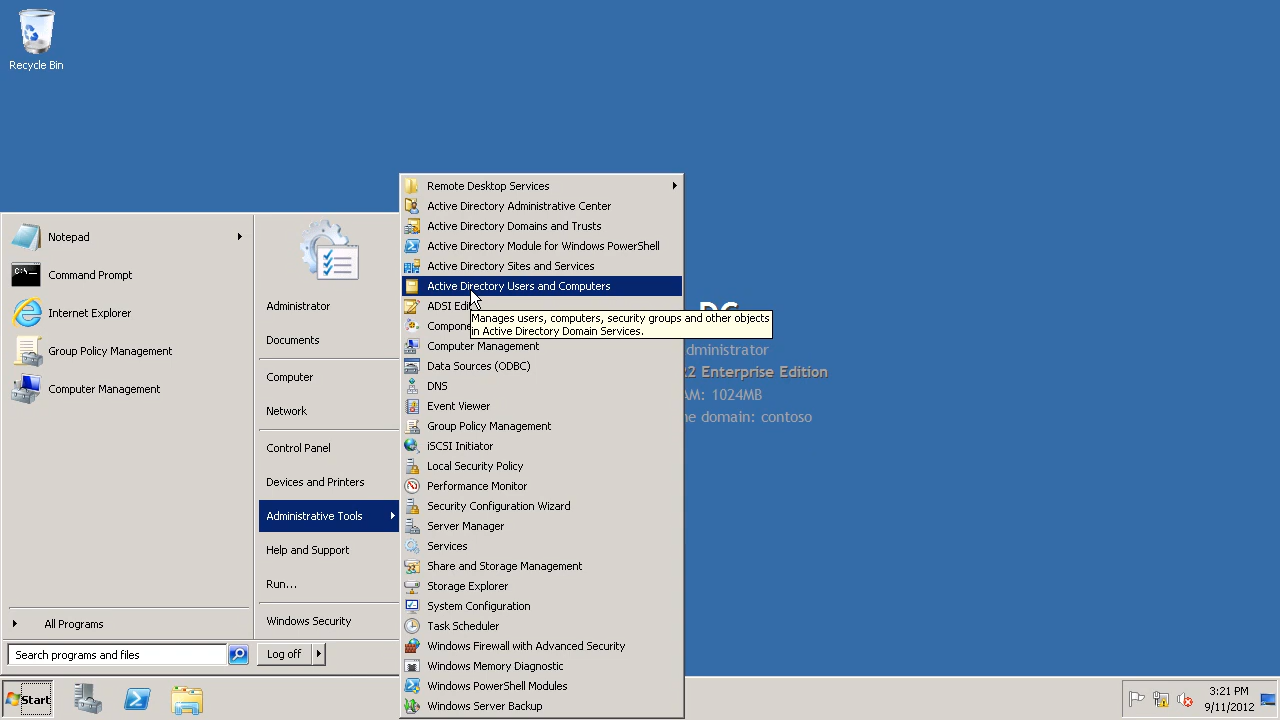 Recycle Bin
Notepad
Command Prompt
Internet Explorer
Group Policy Management
Computer Management
All Programs
Search programs and files
Administrator
Documents
Computer
Network
Control Panel
Devices and Printers
Administrative Tools
Help and Support
Run...
Windows Security
Log off
Remote Desktop Services
Active Directory Administrative Center
Active Directory Domains and Trusts
Active Directory Module for Windows PowerShell
Active Directory Sites and Services
Active Directory Users and Computers
ADSI
Manages users, computers, security groups and other objects
in Active Directory Domain Services.
Computer Management
Data Sources (ODBC)
DNS
Event Viewer
Group Policy Management
iSCSI Initiator
Local Security Policy
Performance Monitor
Security Configuration Wizard
Server Manager
Services
Share and Storage Management
Storage Explorer
System Configuration
Task Scheduler
Windows Firewall with Advanced Security
Windows Memory Diagnostic
Windows PowerShell Modules
Windows Server Backup
dministrator
Enterprise Edition
1024MB
domain: contoso
Start
3:21 PM
9/11/2012